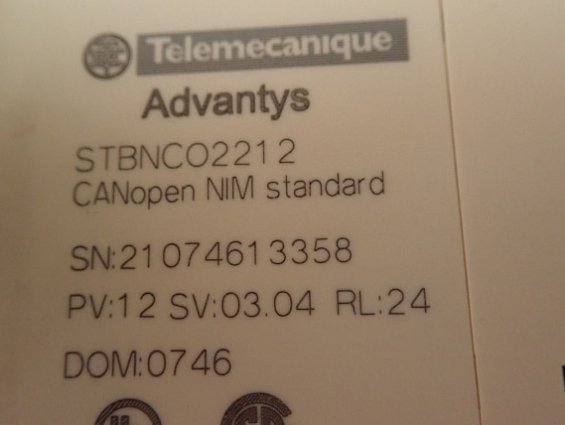 Telemecanique
Advantys
STBNCO2212
CANopen NIM standard
SN:21074613358
PV:12 SV:03.04 RL:24
DOM:0746